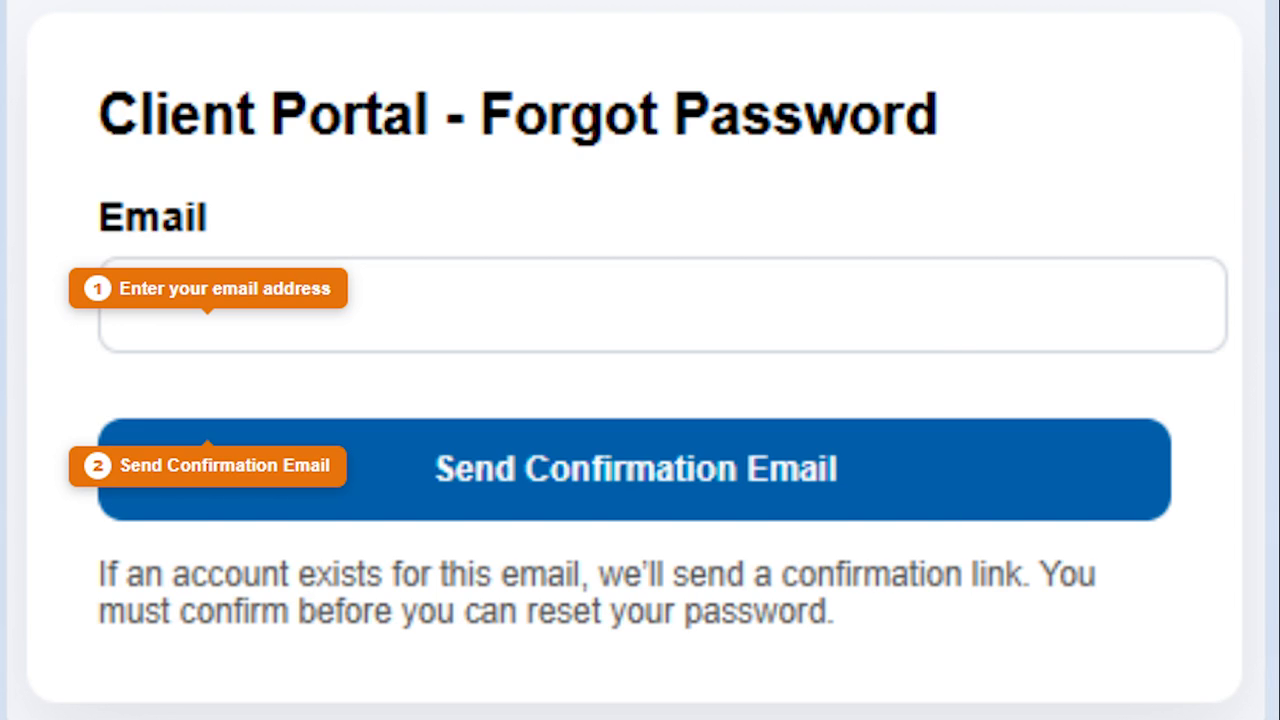 Client Portal - Forgot Password
Email
1 Enter your email address
2 Send Confirmation Email
Send Confirmation Email
If an account exists for this email, we’ll send a confirmation link. You
must confirm before you can reset your password.